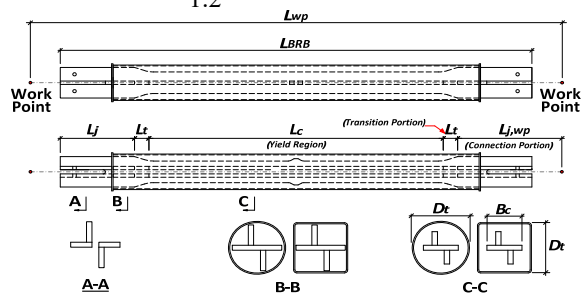 1.2
Lwp
LBRB
Work Point
Work Point
Lj Lt Lc (Transition Portion) Lt Lj,wp
(Yield Region) (Connection Portion)
A B C
Dt Bc
Dt
A-A B-B C-C